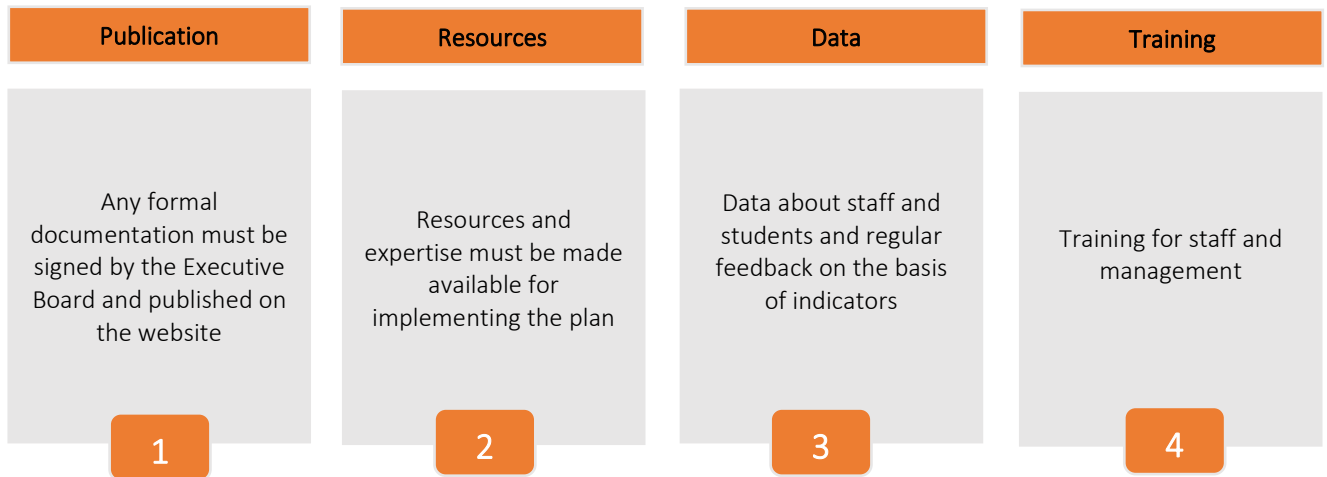 Publication
Any formal
documentation must be
signed by the Executive
Board and published on
the website
1
Resources
Resources and
expertise must be made
available for
implementing the plan
2
Data
Data about staff and
students and regular
feedback on the basis
of indicators
3
Training
Training for staff and
management
4